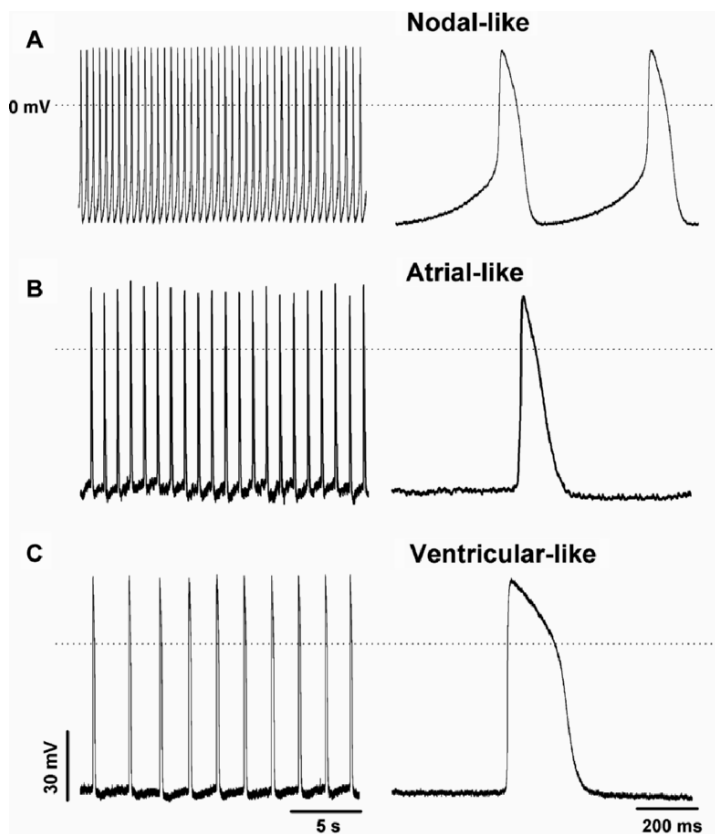 Nodal-like
A
0 mV
Atrial-like
B
Ventricular-like
C
30 mV
5 s
200 ms